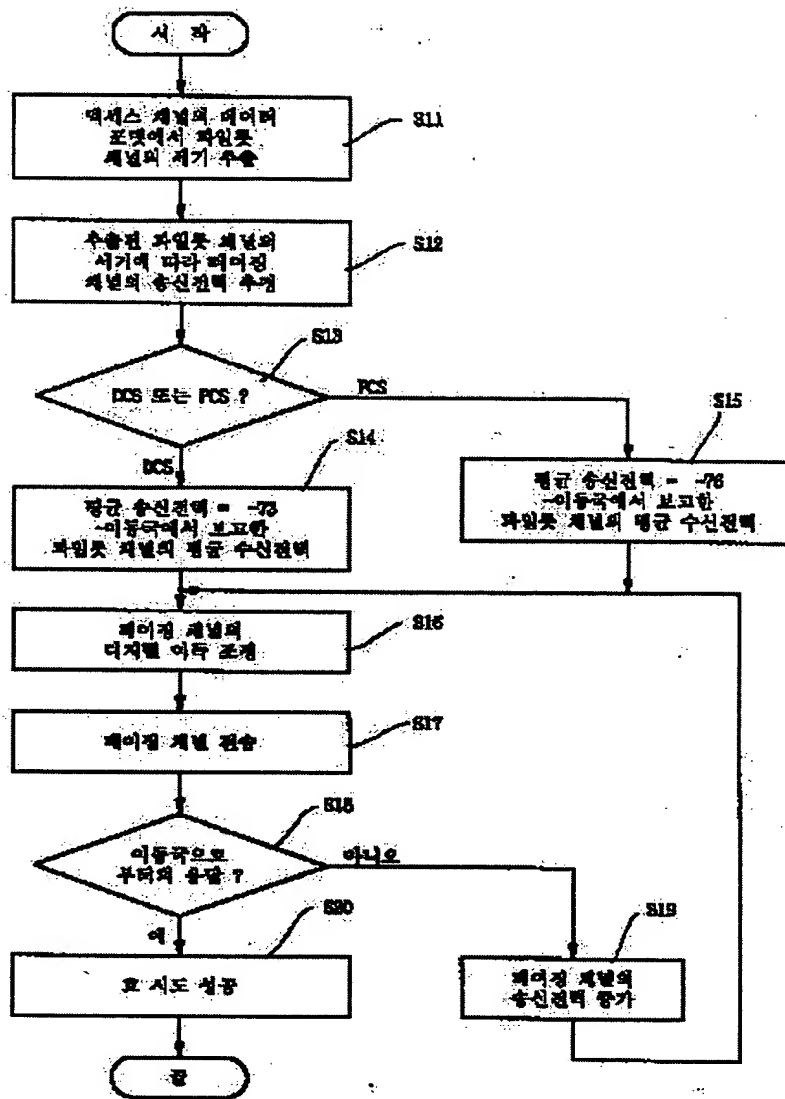 시 작
액세스 채널의 데이터
포맷에서 파일롯
채널의 세기 추출
S11
추출된 파일롯 채널의
세기에 따라 페이징
채널의 송신전력 추정
S12
S13
DCS 또는 PCS ?
PCS
DCS
S14
평균 송신전력 = -73
-이동국에서 보고한
파일롯 채널의 평균 수신전력
S15
평균 송신전력 = -76
-이동국에서 보고한
파일롯 채널의 평균 수신전력
페이징 채널의
디지털 이득 조정
S16
페이징 채널 전송
S17
S18
이동국으로
부터의 응답 ?
아니오
예
S20
호 시도 성공
S19
페이징 채널의
송신전력 증가
끝